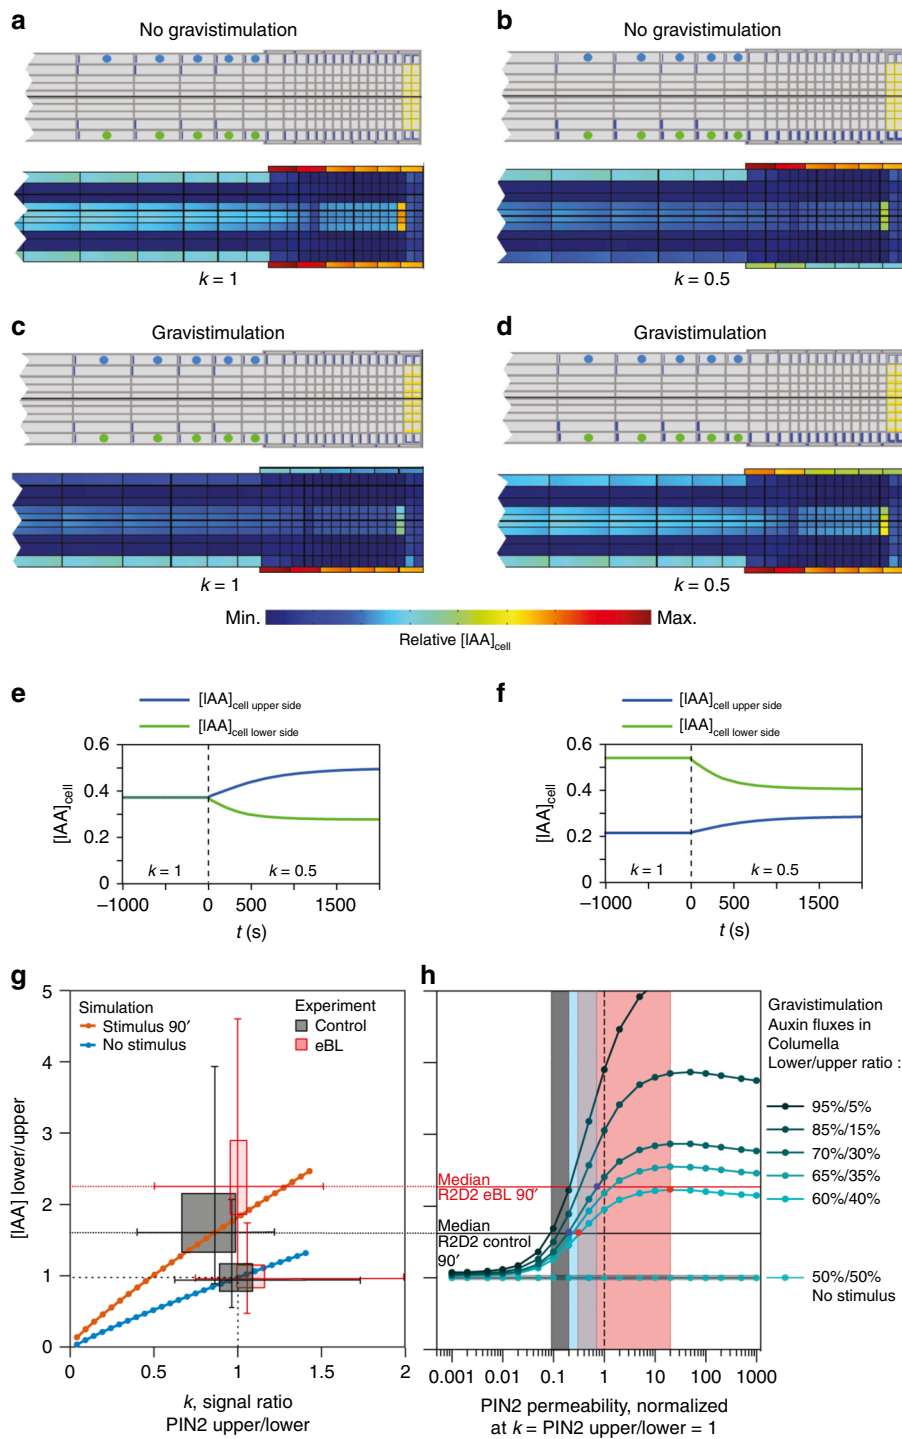 a
No gravistimulation
k = 1
b
No gravistimulation
k = 0.5
c
Gravistimulation
k = 1
d
Gravistimulation
k = 0.5
Min.
Max.
Relative [IAA]cell
e
[IAA]cell upper side
[IAA]cell lower side
0.6
0.4
0.2
0
[IAA]cell
k = 1
k = 0.5
–1000
0
500
1500
t (s)
f
[IAA]cell upper side
[IAA]cell lower side
0.6
0.4
0.2
0
[IAA]cell
k = 1
k = 0.5
–1000
0
500
1500
2000
t (s)
g
5
4
3
2
1
0
[IAA] lower/upper
Simulation
Stimulus 90′
No stimulus
Experiment
Control
eBL
0
0.5
1
1.5
2
k, signal ratio
PIN2 upper/lower
h
Median
R2D2 eBL 90′
Median
R2D2 control
90′
0.001
0.01
0.1
1
10
100
1000
PIN2 permeability, normalized
at k = PIN2 upper/lower = 1
Gravistimulation
Auxin fluxes in
Columella
Lower/upper ratio :
95%/5%
85%/15%
70%/30%
65%/35%
60%/40%
50%/50%
No stimulus